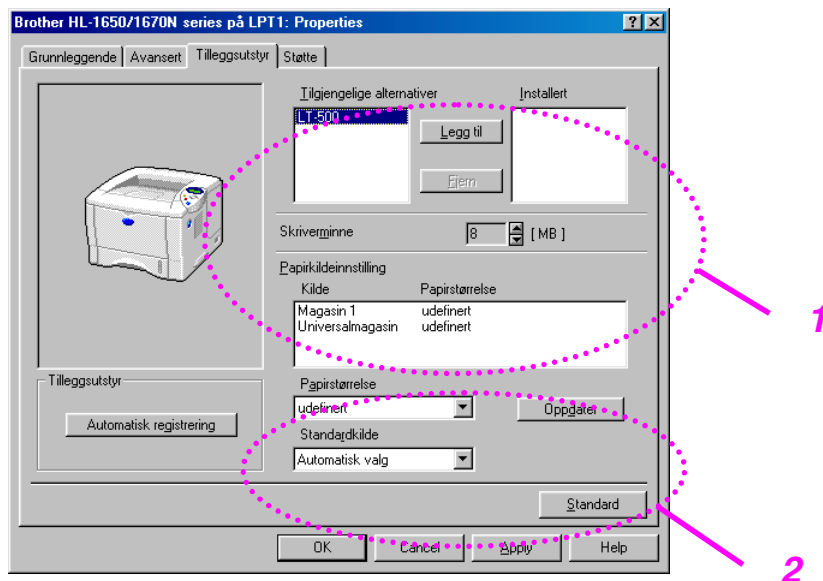 Brother HL-1650/1670N series på LPT1: Properties
Grunnleggende Avansert Tilleggsutstyr Støtte
Tilgjengelige alternativer Installert
LT-500
Legg til
Fjern
Skriverminne 8 [ MB ]
Papirkildeinnstilling
Kilde Papirstørrelse
Magasin 1 udefinert
Universalmagasin udefinert
1
Tilleggsutstyr
Automatisk registrering
Papirstørrelse
udefinert Oppdater
Standardkilde
Automatisk valg
Standard
OK Cancel Apply Help
2